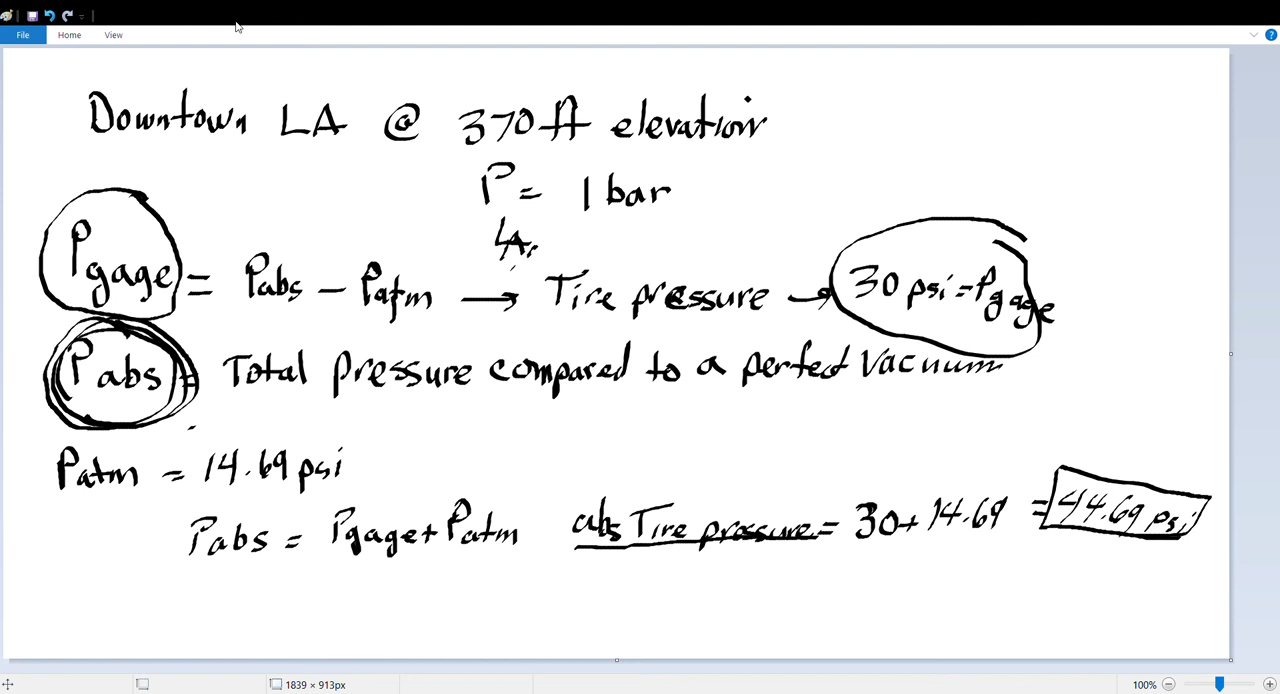 File Home View
Downtown LA @ 370 ft elevation
P = 1 bar
LA.
Pgage = Pabs - Patm → Tire pressure → 30 psi = Pgage
Pabs = Total pressure compared to a perfect Vacuum
Patm = 14.69 psi
Pabs = Pgage + Patm abs Tire pressure = 30 + 14.69 = 44.69 psi
1839 × 913px 100%